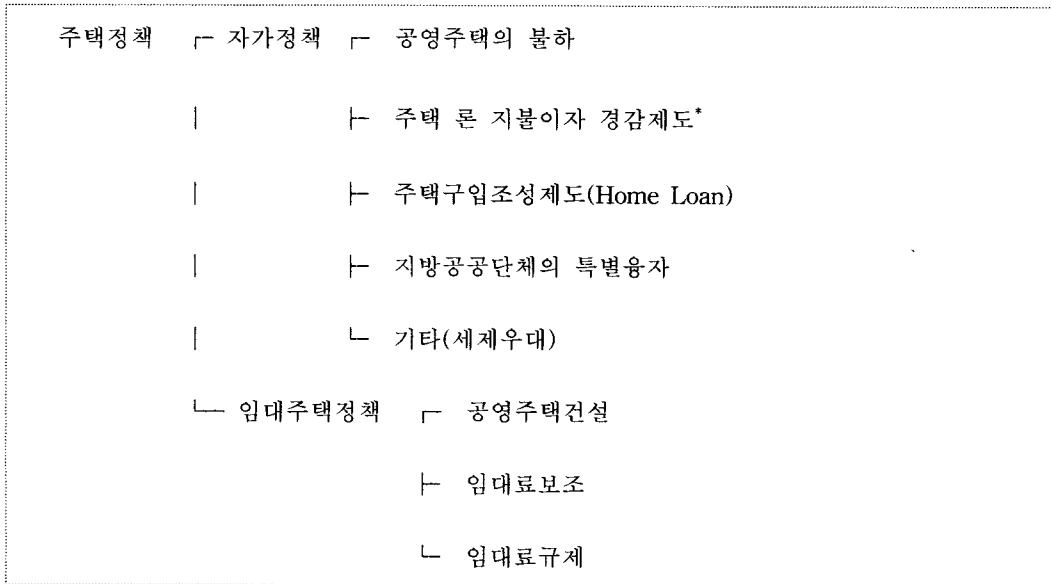 주택정책 ┌─ 자가정책 ┌─ 공영주택의 불하
│ ├─ 주택 론 지불이자 경감제도*
│ ├─ 주택구입조성제도(Home Loan)
│ ├─ 지방공공단체의 특별융자
│ └─ 기타(세제우대)
└─ 임대주택정책 ┌─ 공영주택건설
├─ 임대료보조
└─ 임대료규제